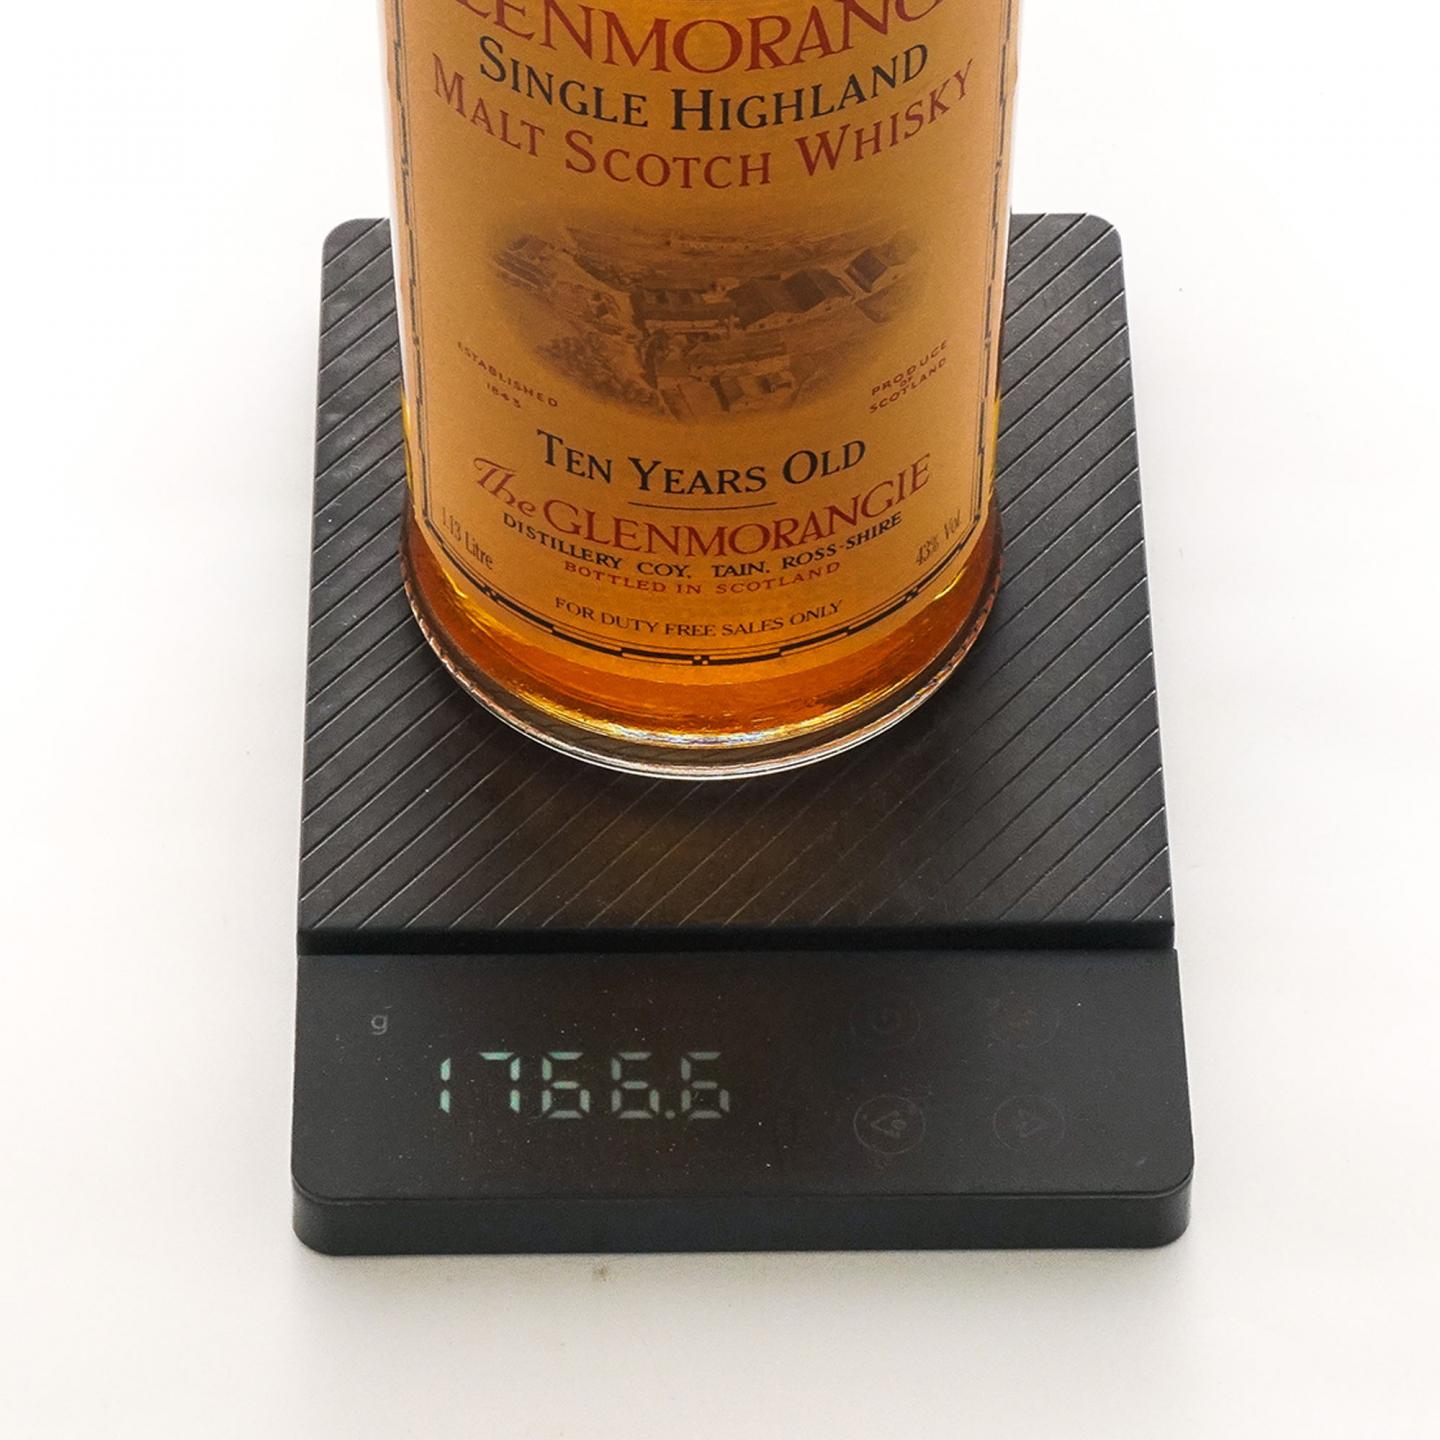 LENMORANG
SINGLE HIGHLAND
MALT SCOTCH WHISKY
ESTABLISHED
1843
PRODUCE
OF
SCOTLAND
TEN YEARS OLD
The GLENMORANGIE
DISTILLERY COY, TAIN, ROSS-SHIRE
BOTTLED IN SCOTLAND
1.13 Litre
43% Vol.
FOR DUTY FREE SALES ONLY
g
1766.6